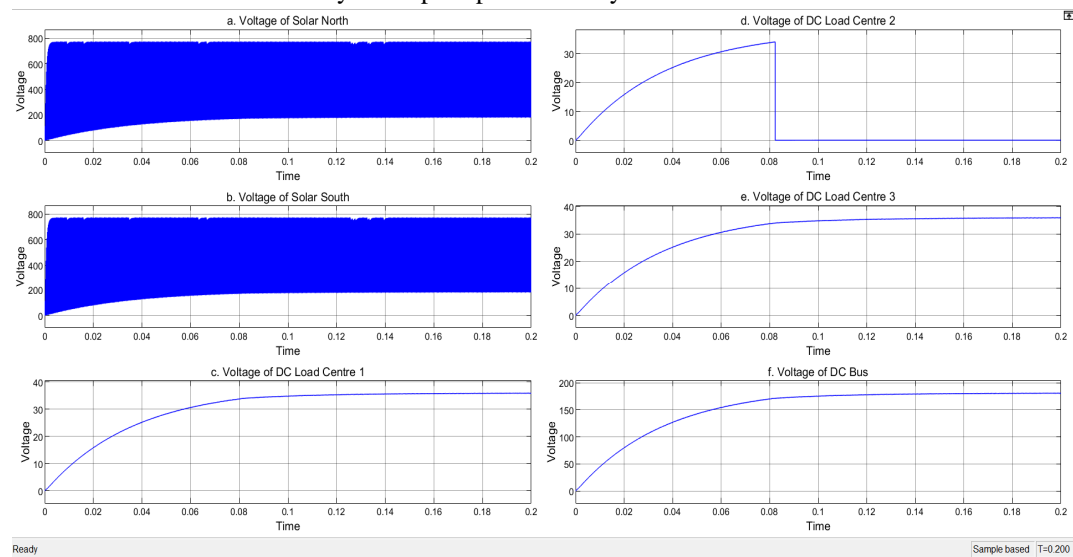 a. Voltage of Solar North
Voltage
800
600
400
200
0
0 0.02 0.04 0.06 0.08 0.1 0.12 0.14 0.16 0.18 0.2
Time
b. Voltage of Solar South
Voltage
800
600
400
200
0
0 0.02 0.04 0.06 0.08 0.1 0.12 0.14 0.16 0.18 0.2
Time
c. Voltage of DC Load Centre 1
Voltage
40
30
20
10
0
0 0.02 0.04 0.06 0.08 0.1 0.12 0.14 0.16 0.18 0.2
Time
d. Voltage of DC Load Centre 2
Voltage
30
20
10
0
0 0.02 0.04 0.06 0.08 0.1 0.12 0.14 0.16 0.18 0.2
Time
e. Voltage of DC Load Centre 3
Voltage
40
30
20
10
0
0 0.02 0.04 0.06 0.08 0.1 0.12 0.14 0.16 0.18 0.2
Time
f. Voltage of DC Bus
Voltage
200
150
100
50
0
0 0.02 0.04 0.06 0.08 0.1 0.12 0.14 0.16 0.18 0.2
Time
Ready
Sample based T=0.200